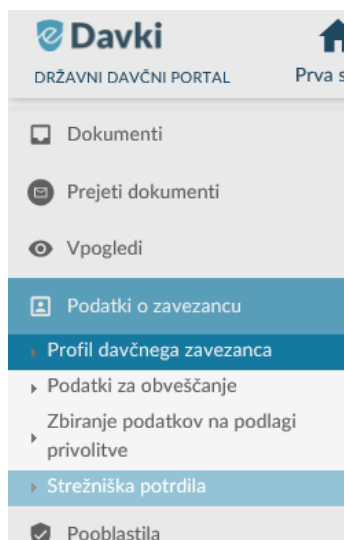 eDavki
DRŽAVNI DAVČNI PORTAL
Prva s
Dokumenti
Prejeti dokumenti
Vpogledi
Podatki o zavezancu
Profil davčnega zavezanca
Podatki za obveščanje
Zbiranje podatkov na podlagi
privolitve
Strežniška potrdila
Pooblastila